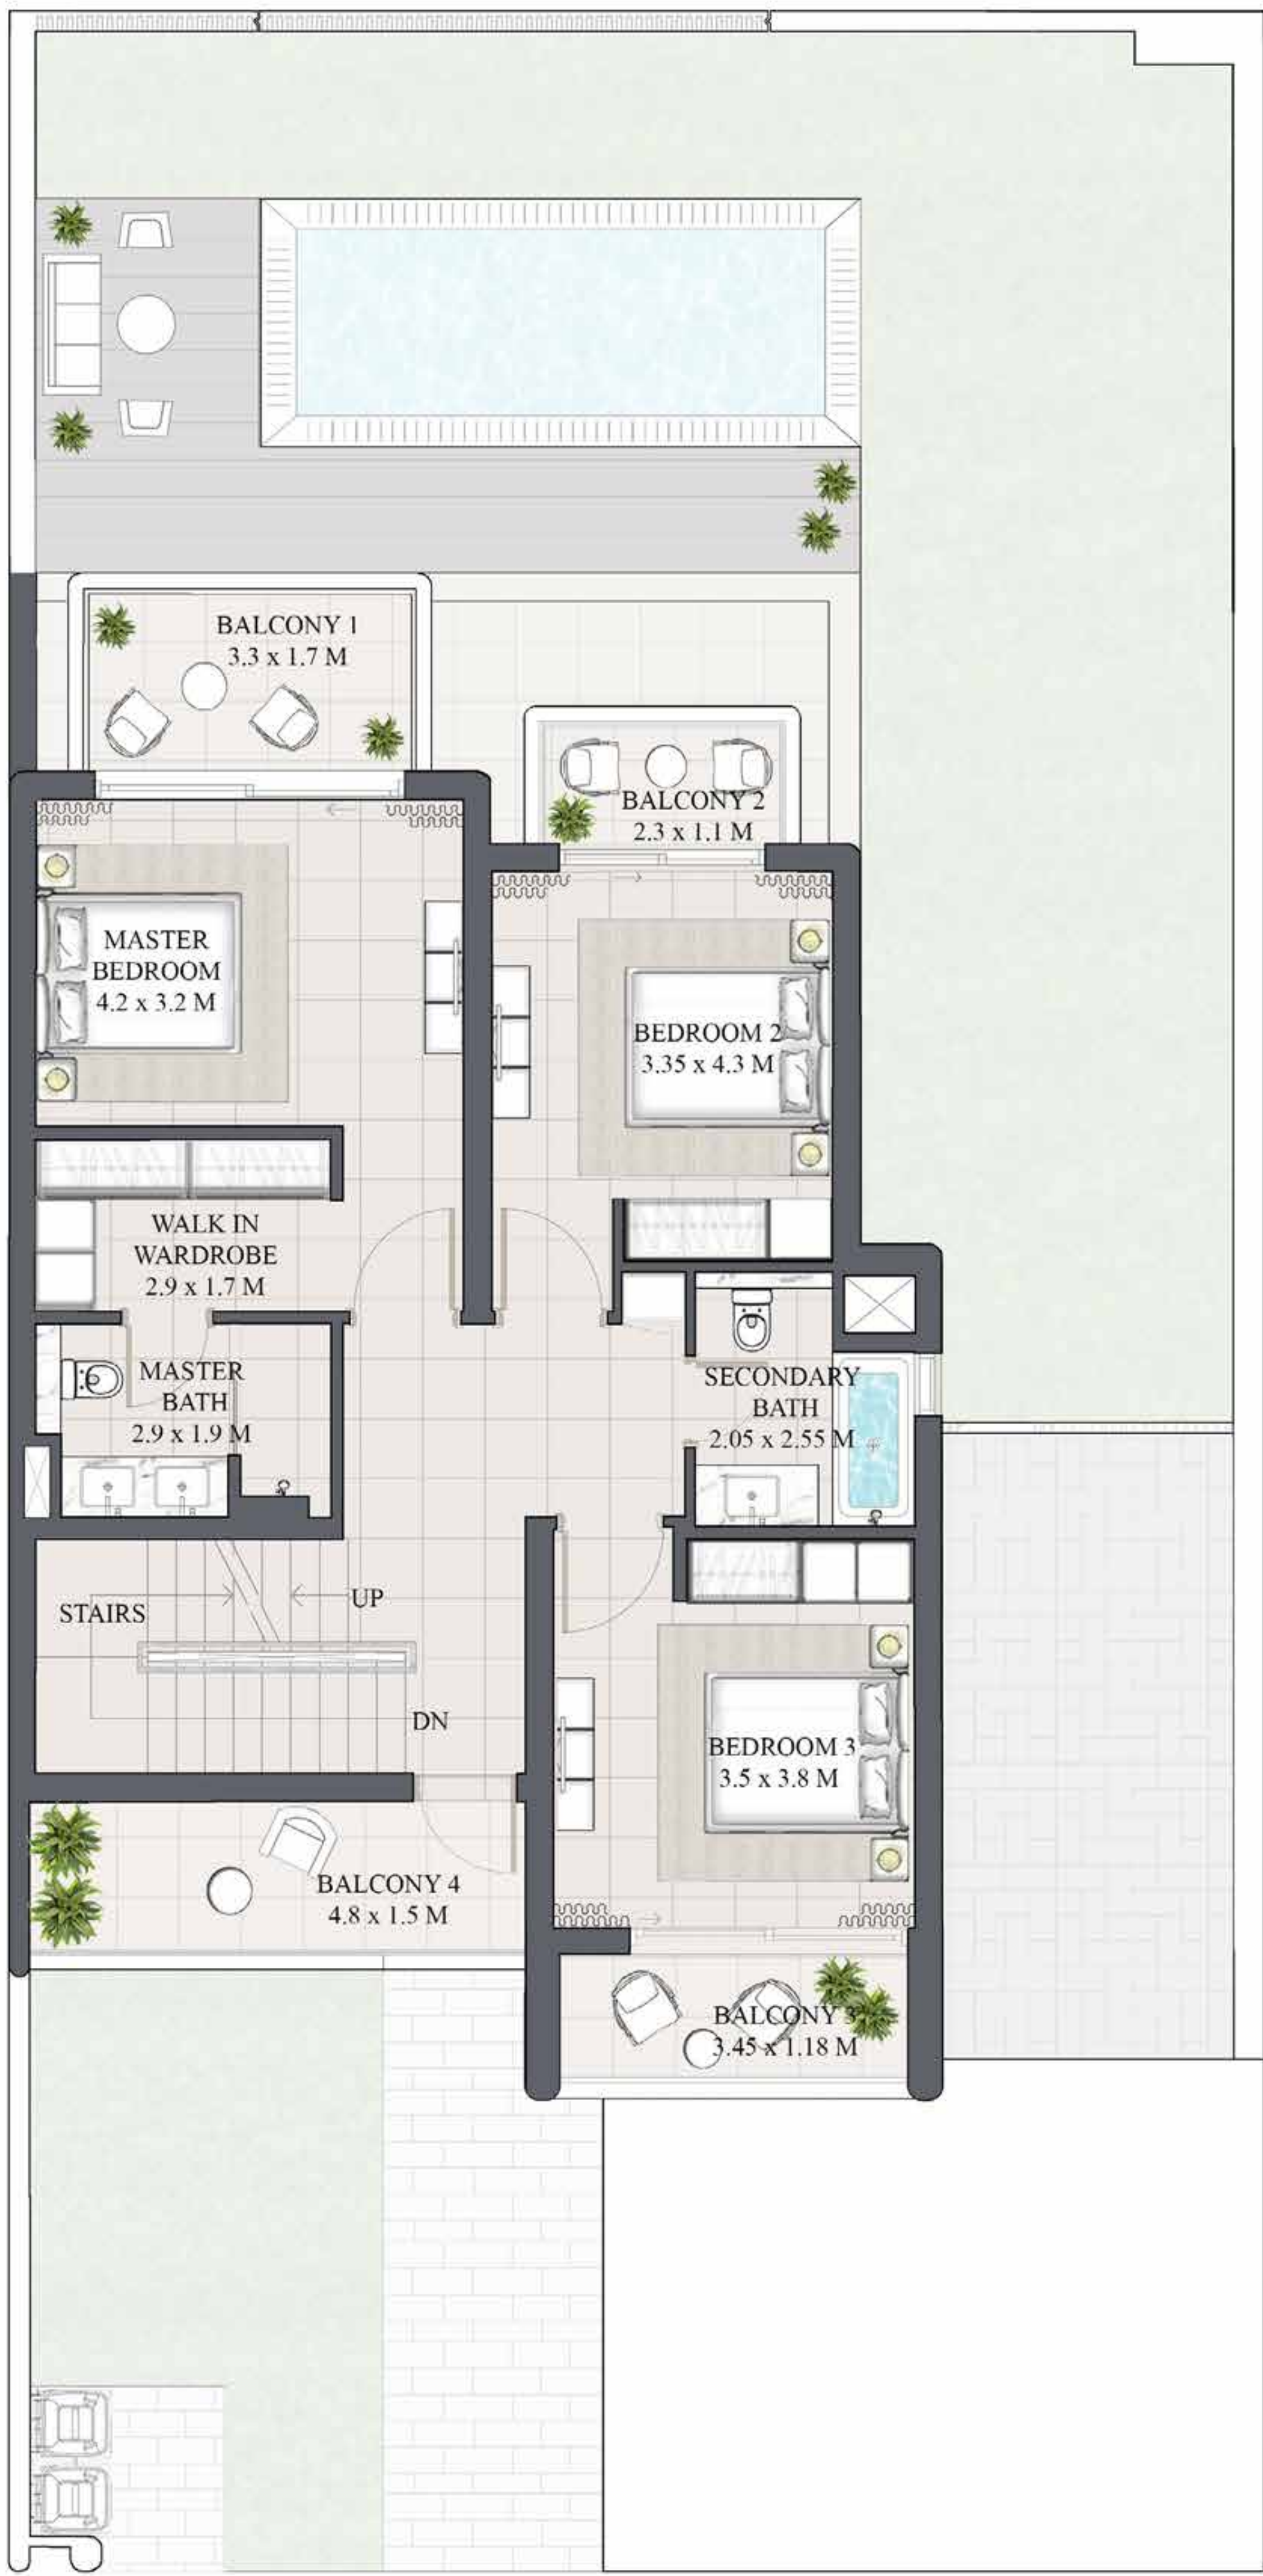 BALCONY 1
3.3 x 1.7 M
BALCONY 2
2.3 x 1.1 M
MASTER
BEDROOM
4.2 x 3.2 M
BEDROOM 2
3.35 x 4.3 M
WALK IN
WARDROBE
2.9 x 1.7 M
MASTER
BATH
2.9 x 1.9 M
SECONDARY
BATH
2.05 x 2.55 M
STAIRS
UP
DN
BEDROOM 3
3.5 x 3.8 M
BALCONY 4
4.8 x 1.5 M
BALCONY 3
3.45 x 1.18 M